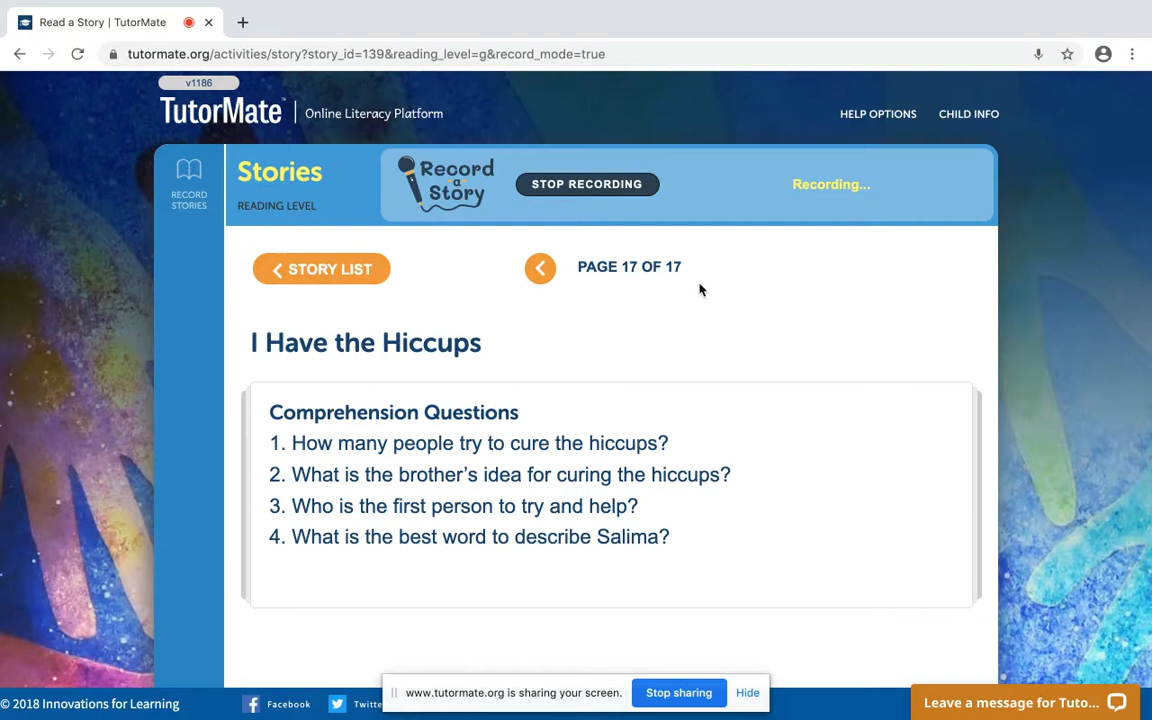 Read a Story | TutorMate
tutormate.org/activities/story?story_id=139&reading_level=g&record_mode=true
v1186
TutorMate™ | Online Literacy Platform
HELP OPTIONS CHILD INFO
RECORD
STORIES
Stories
READING LEVEL
Record
a
Story
STOP RECORDING
Recording...
STORY LIST
PAGE 17 OF 17
I Have the Hiccups
Comprehension Questions
1. How many people try to cure the hiccups?
2. What is the brother's idea for curing the hiccups?
3. Who is the first person to try and help?
4. What is the best word to describe Salima?
www.tutormate.org is sharing your screen. Stop sharing Hide
© 2018 Innovations for Learning Facebook Twitte
Leave a message for Tuto...